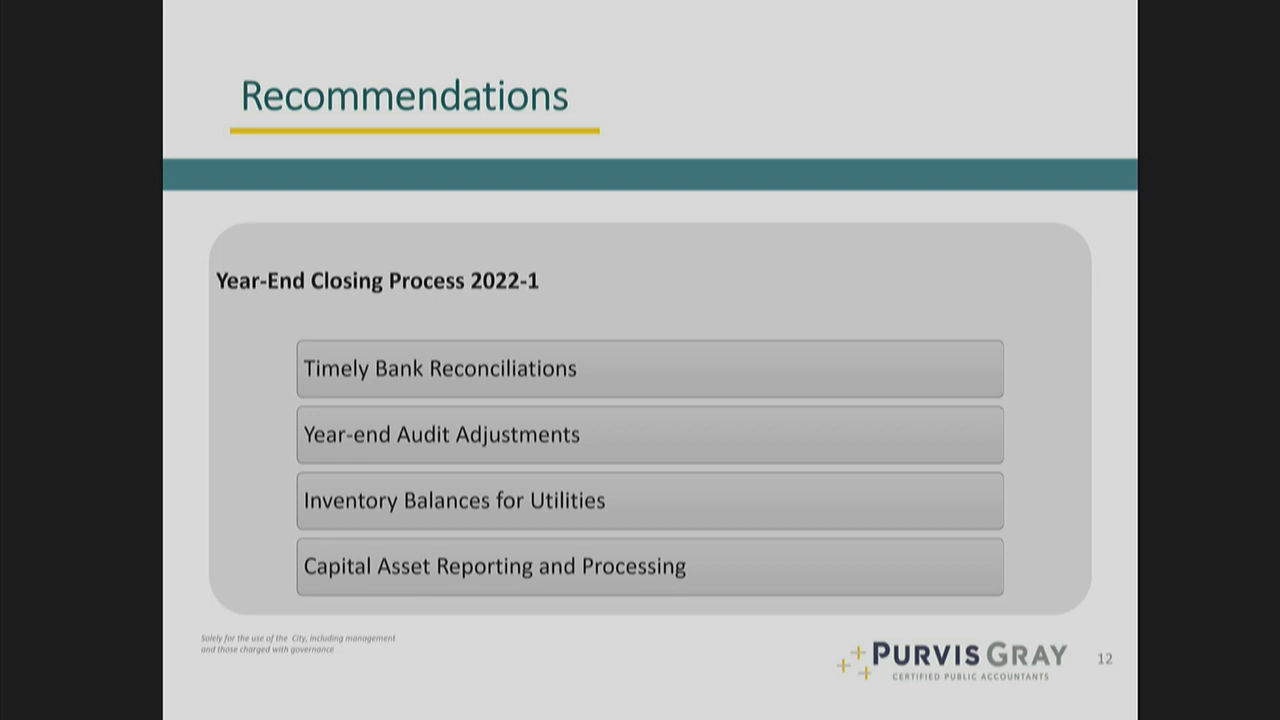 Recommendations
Year-End Closing Process 2022-1
Timely Bank Reconciliations
Year-end Audit Adjustments
Inventory Balances for Utilities
Capital Asset Reporting and Processing
Solely for the use of the City, including management
and those charged with governance
PURVIS GRAY
CERTIFIED PUBLIC ACCOUNTANTS
12